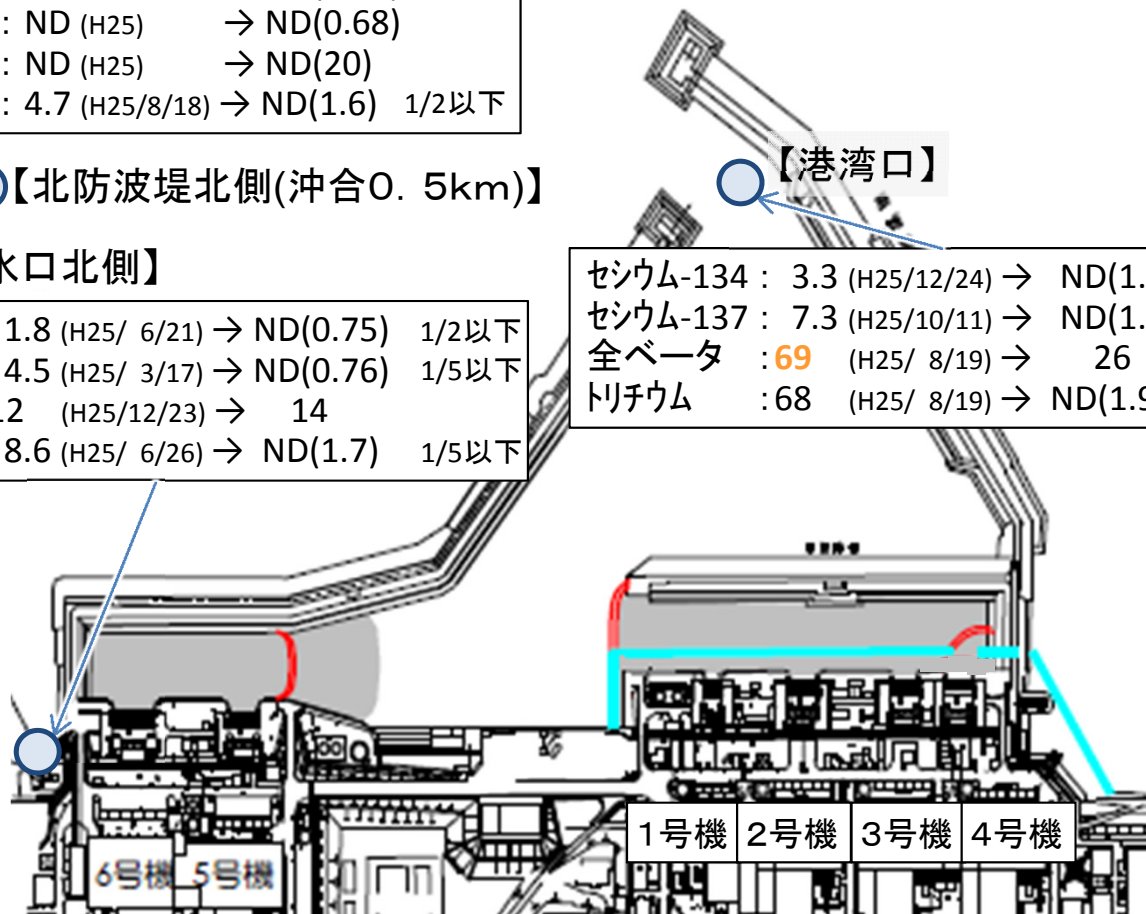 : ND (H25) → ND(0.68)
: ND (H25) → ND(20)
: 4.7 (H25/8/18) → ND(1.6) 1/2以下
【北防波堤北側(沖合0. 5km)】
【港湾口】
水口北側】
1.8 (H25/ 6/21) → ND(0.75) 1/2以下
4.5 (H25/ 3/17) → ND(0.76) 1/5以下
12 (H25/12/23) → 14
8.6 (H25/ 6/26) → ND(1.7) 1/5以下
セシウム-134 : 3.3 (H25/12/24) → ND(1.
セシウム-137 : 7.3 (H25/10/11) → ND(1.
全ベータ :69 (H25/ 8/19) → 26
トリチウム :68 (H25/ 8/19) → ND(1.9
1号機 2号機 3号機 4号機
6号機 5号機